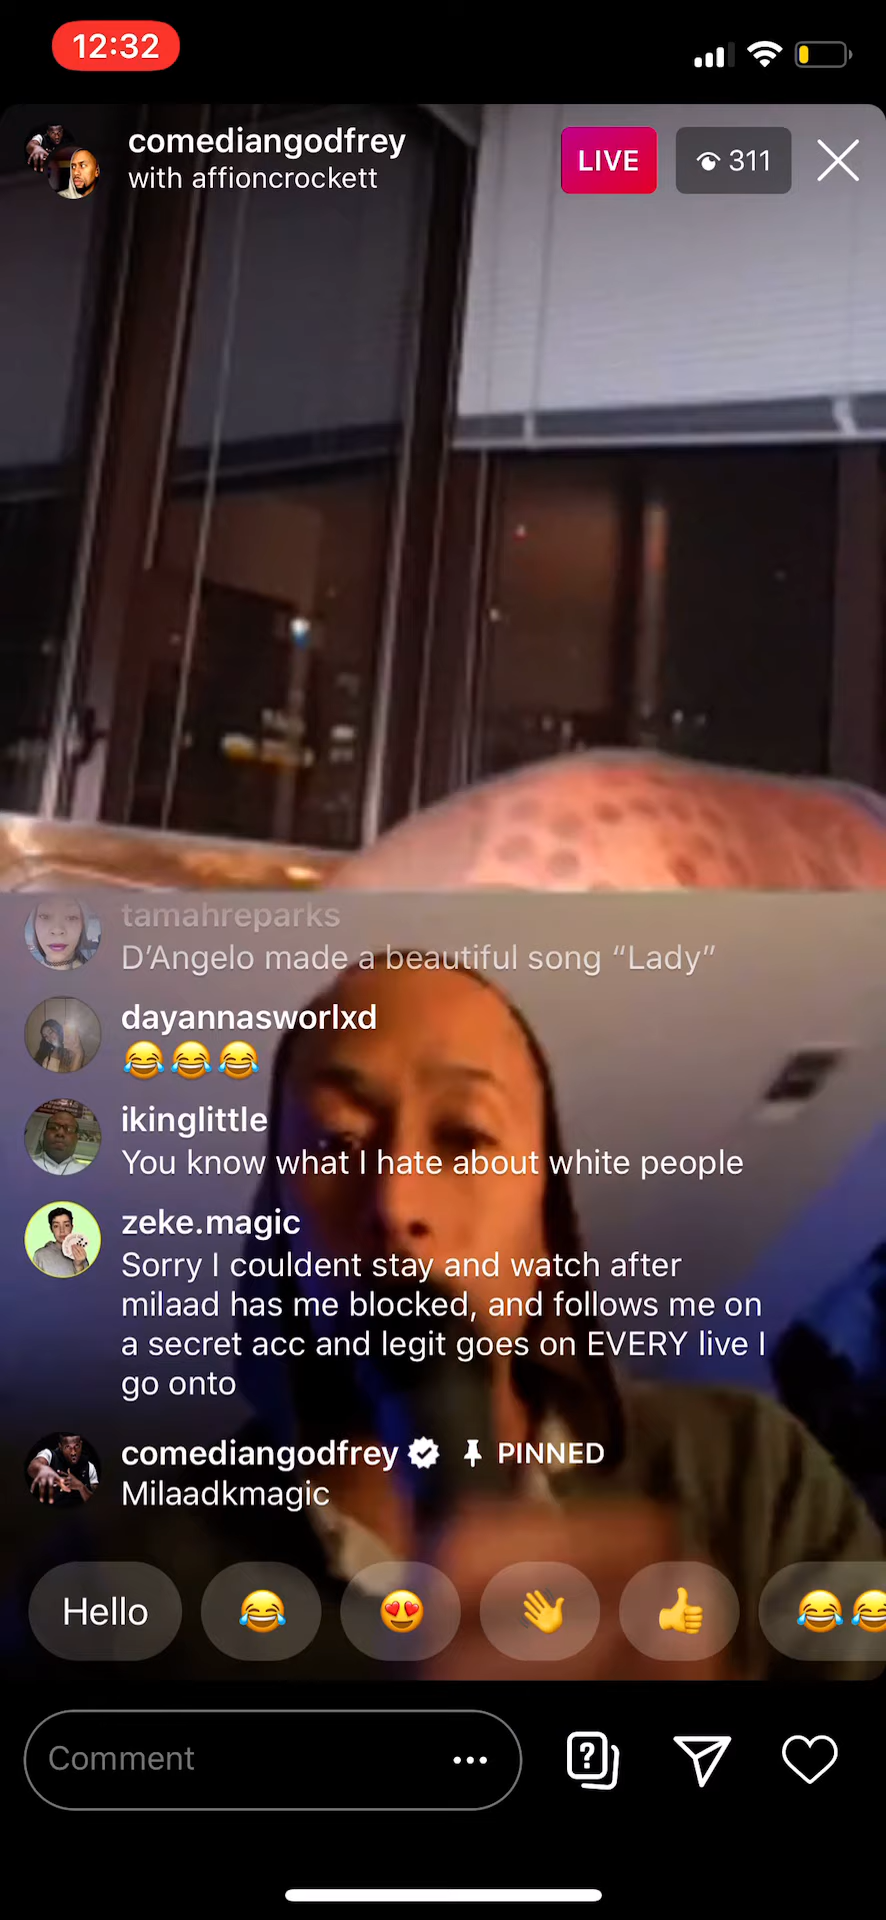 12:32
comediangodfrey
with affioncrockett
LIVE
311
tamahreparks
D’Angelo made a beautiful song “Lady”
dayannasworlxd
😂😂😂
ikinglittle
You know what I hate about white people
zeke.magic
Sorry I couldent stay and watch after
milaad has me blocked, and follows me on
a secret acc and legit goes on EVERY live I
go onto
comediangodfrey PINNED
Milaadkmagic
Hello 😂 😍 👋 👍 😂😂
Comment